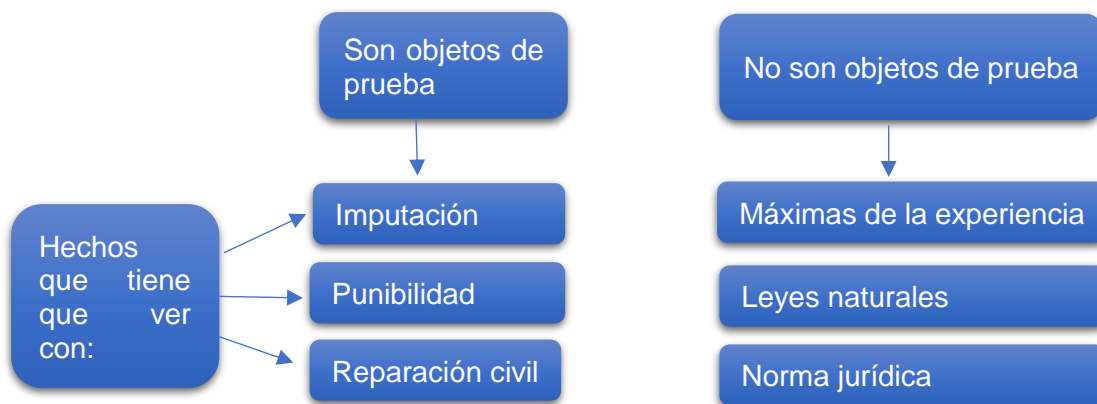 Son objetos de
prueba
No son objetos de prueba
Hechos
que tiene
que ver
con:
Imputación
Punibilidad
Reparación civil
Máximas de la experiencia
Leyes naturales
Norma jurídica